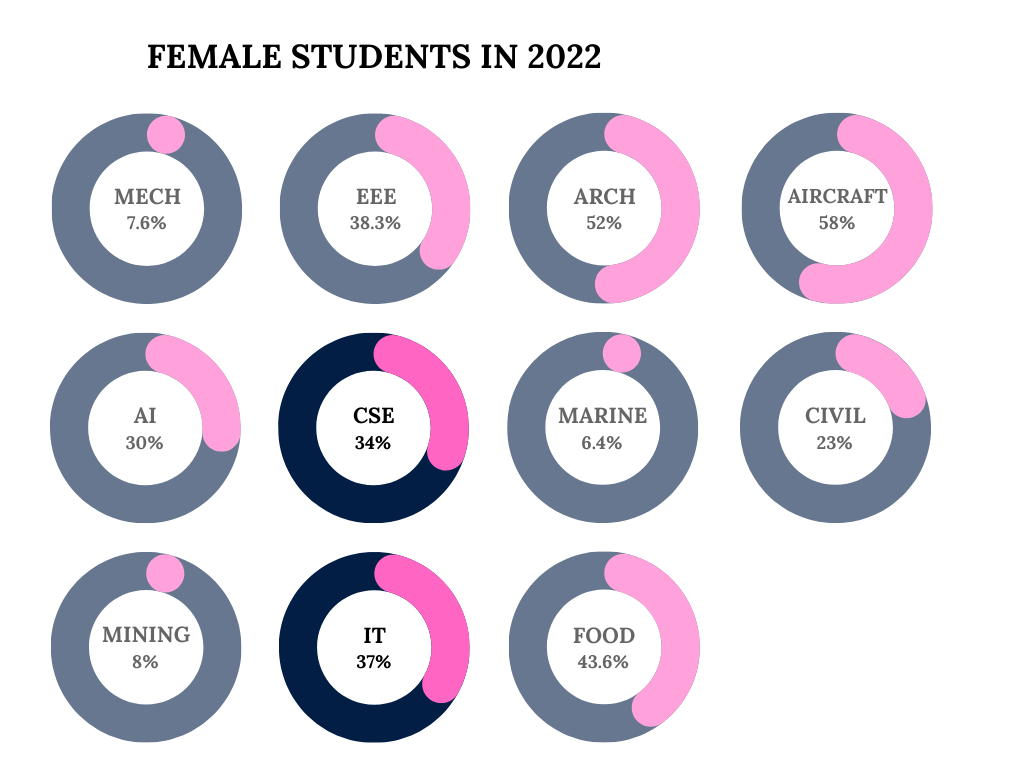 FEMALE STUDENTS IN 2022
MECH
7.6%
EEE
38.3%
ARCH
52%
AIRCRAFT
58%
AI
30%
CSE
34%
MARINE
6.4%
CIVIL
23%
MINING
8%
IT
37%
FOOD
43.6%